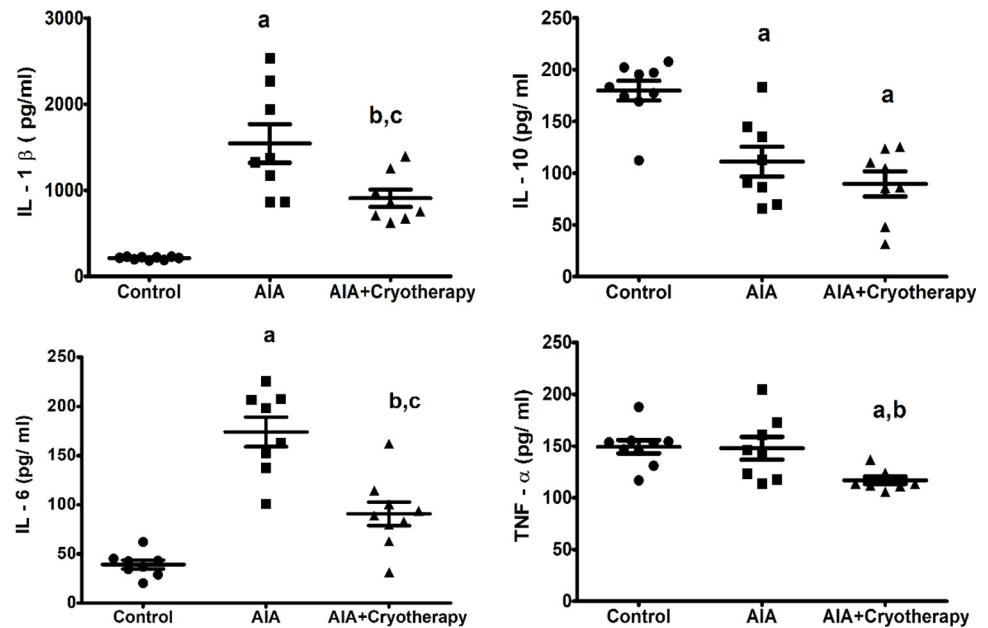 a
3000
2000
1000
0
IL - 1 β ( pg/ml)
b,c
Control AIA AIA+Cryotherapy
a
250
200
150
100
50
0
IL - 10 (pg/ ml)
a
Control AIA AIA+Cryotherapy
a
250
200
150
100
50
0
IL - 6 (pg/ ml)
b,c
Control AIA AIA+Cryotherapy
250
200
150
100
50
0
TNF - α (pg/ ml)
a,b
Control AIA AIA+Cryotherapy